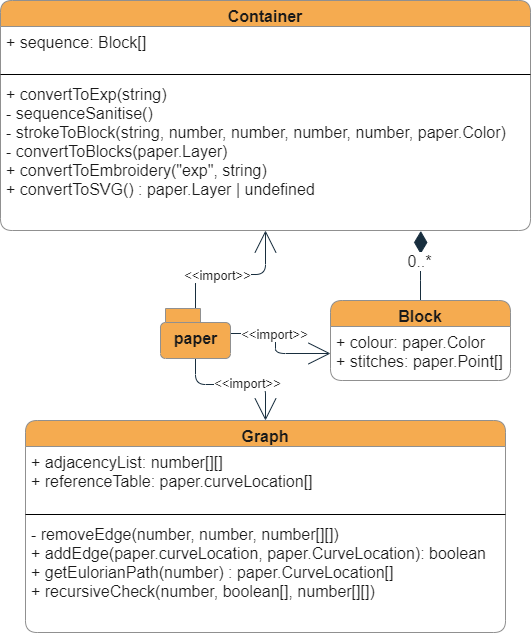 Container
+ sequence: Block[]
+ convertToExp(string)
- sequenceSanitise()
- strokeToBlock(string, number, number, number, number, paper.Color)
- convertToBlocks(paper.Layer)
+ convertToEmbroidery("exp", string)
+ convertToSVG() : paper.Layer | undefined
0..*
<<import>>
paper
<<import>>
Block
+ colour: paper.Color
+ stitches: paper.Point[]
<<import>>
Graph
+ adjacencyList: number[][]
+ referenceTable: paper.curveLocation[]
- removeEdge(number, number, number[][])
+ addEdge(paper.curveLocation, paper.CurveLocation): boolean
+ getEulorianPath(number) : paper.CurveLocation[]
+ recursiveCheck(number, boolean[], number[][])